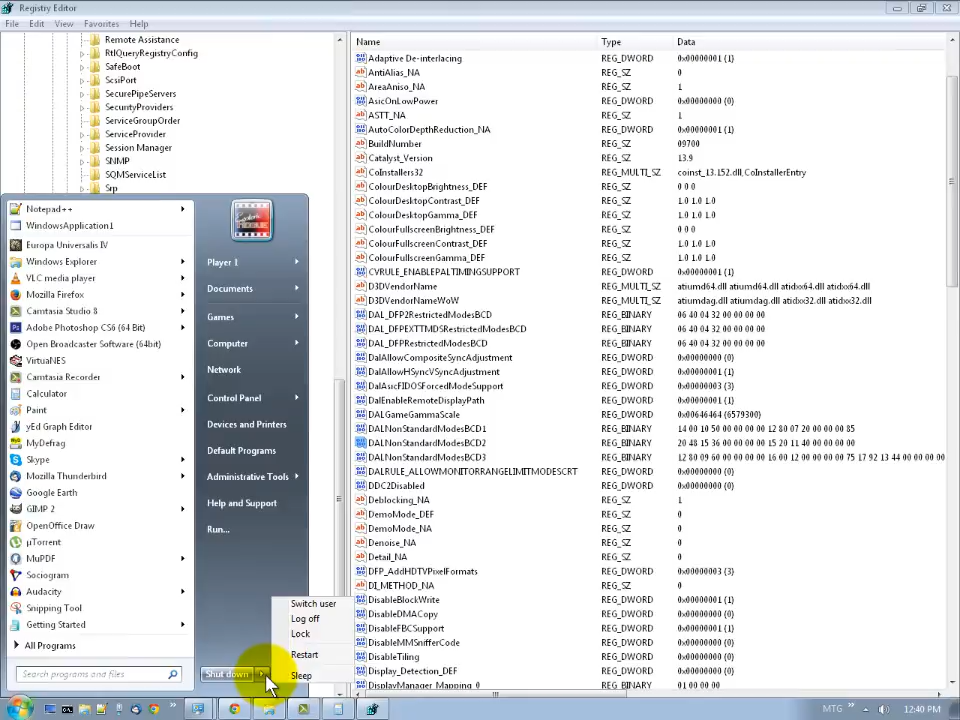 Registry Editor
File Edit View Favorites Help
Remote Assistance
RtlQueryRegistryConfig
SafeBoot
ScsiPort
SecurePipeServers
SecurityProviders
ServiceGroupOrder
ServiceProvider
Session Manager
SNMP
SQMServiceList
Srp
Notepad++
WindowsApplication1
Europa Universalis IV
Windows Explorer
VLC media player
Mozilla Firefox
Camtasia Studio 8
Adobe Photoshop CS6 (64 Bit)
Open Broadcaster Software (64bit)
VirtuaNES
Camtasia Recorder
Calculator
Paint
yEd Graph Editor
MyDefrag
Skype
Mozilla Thunderbird
Google Earth
GIMP 2
OpenOffice Draw
µTorrent
MuPDF
Sociogram
Audacity
Snipping Tool
Getting Started
All Programs
Search programs and files
Player 1
Documents
Games
Computer
Network
Control Panel
Devices and Printers
Default Programs
Administrative Tools
Help and Support
Run...
Shut down
Switch user
Log off
Lock
Restart
Sleep
Name Type Data
Adaptive De-interlacing REG_DWORD 0x00000001 (1)
AntiAlias_NA REG_SZ 0
AreaAniso_NA REG_SZ 1
AsicOnLowPower REG_DWORD 0x00000000 (0)
ASTT_NA REG_SZ 1
AutoColorDepthReduction_NA REG_DWORD 0x00000001 (1)
BuildNumber REG_SZ 09700
Catalyst_Version REG_SZ 13.9
CoInstallers32 REG_MULTI_SZ coinst_13.152.dll,CoInstallerEntry
ColourDesktopBrightness_DEF REG_SZ 0 0 0
ColourDesktopContrast_DEF REG_SZ 1.0 1.0 1.0
ColourDesktopGamma_DEF REG_SZ 1.0 1.0 1.0
ColourFullscreenBrightness_DEF REG_SZ 0 0 0
ColourFullscreenContrast_DEF REG_SZ 1.0 1.0 1.0
ColourFullscreenGamma_DEF REG_SZ 1.0 1.0 1.0
CVRULE_ENABLEPALTIMINGSUPPORT REG_DWORD 0x00000001 (1)
D3DVendorName REG_MULTI_SZ atiumd64.dll atiumd64.dll atidxx64.dll atidxx64.dll
D3DVendorNameWoW REG_MULTI_SZ atiumdag.dll atiumdag.dll atidxx32.dll atidxx32.dll
DAL_DFP2RestrictedModesBCD REG_BINARY 06 40 04 32 00 00 00 00
DAL_DFPEXTTMDSRestrictedModesBCD REG_BINARY 06 40 04 32 00 00 00 00
DAL_DFPRestrictedModesBCD REG_BINARY 06 40 04 32 00 00 00 00
DalAllowCompositeSyncAdjustment REG_DWORD 0x00000000 (0)
DalAllowHSyncVSyncAdjustment REG_DWORD 0x00000001 (1)
DalAsicFIDOSForcedModeSupport REG_DWORD 0x00000003 (3)
DalEnableRemoteDisplayPath REG_DWORD 0x00000001 (1)
DALGameGammaScale REG_DWORD 0x00646464 (6579300)
DALNonStandardModesBCD1 REG_BINARY 14 00 10 50 00 00 00 00 12 80 07 20 00 00 00 85
DALNonStandardModesBCD2 REG_BINARY 20 48 15 36 00 00 00 00 15 20 11 40 00 00 00 00
DALNonStandardModesBCD3 REG_BINARY 12 80 09 60 00 00 00 00 16 00 12 00 00 00 00 75 17 92 13 44 00 00 00 00
DALRULE_ALLOWMONITORRANGELIMITMODESCRT REG_DWORD 0x00000000 (0)
DDC2Disabled REG_DWORD 0x00000000 (0)
Deblocking_NA REG_SZ 1
DemoMode_DEF REG_SZ 0
DemoMode_NA REG_SZ 0
Denoise_NA REG_SZ 0
Detail_NA REG_SZ 0
DFP_AddHDTVPixelFormats REG_DWORD 0x00000003 (3)
DI_METHOD_NA REG_SZ 0
DisableBlockWrite REG_DWORD 0x00000000 (0)
DisableDMACopy REG_DWORD 0x00000000 (0)
DisableFBCSupport REG_DWORD 0x00000000 (0)
DisableMMSnifferCode REG_DWORD 0x00000000 (0)
DisableTiling REG_DWORD 0x00000000 (0)
Display_Detection_DEF REG_DWORD 0x00000000 (0)
DisplayManager_Mapping_0 REG_BINARY 01 00 00 00
MTG 12:40 PM